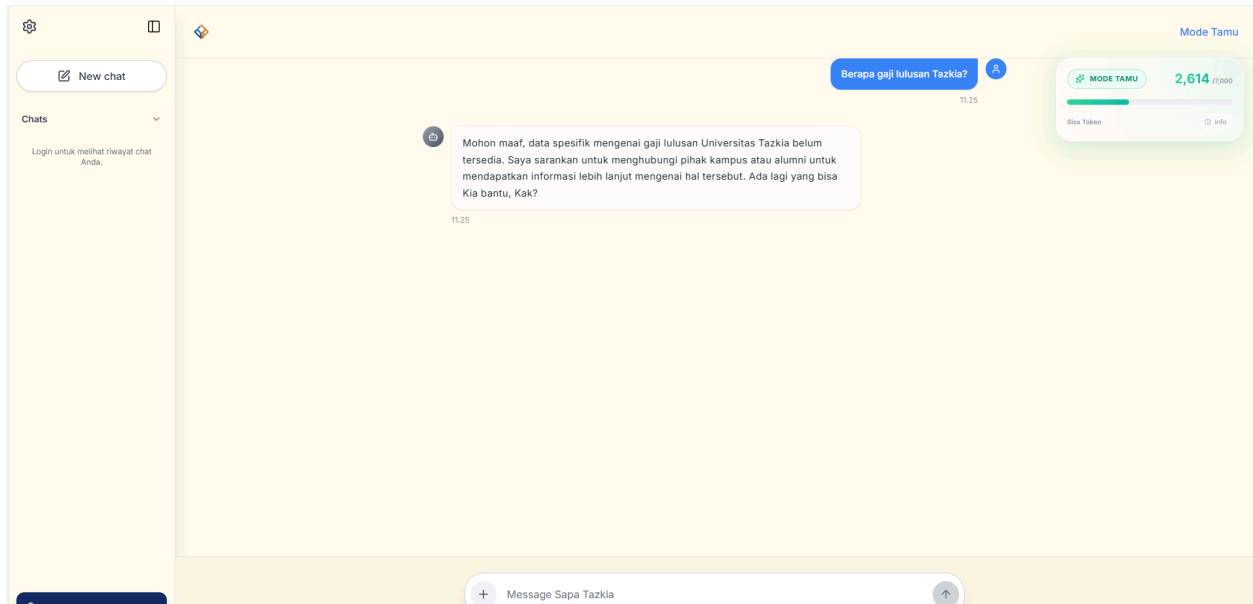 Mode Tamu
New chat
Chats
Login untuk melihat riwayat chat
Anda.
Berapa gaji lulusan Tazkia?
11.25
MODE TAMU
2,614 /7,000
Sisa Token
Info
Mohon maaf, data spesifik mengenai gaji lulusan Universitas Tazkia belum
tersedia. Saya sarankan untuk menghubungi pihak kampus atau alumni untuk
mendapatkan informasi lebih lanjut mengenai hal tersebut. Ada lagi yang bisa
Kia bantu, Kak?
11.25
Message Sapa Tazkia